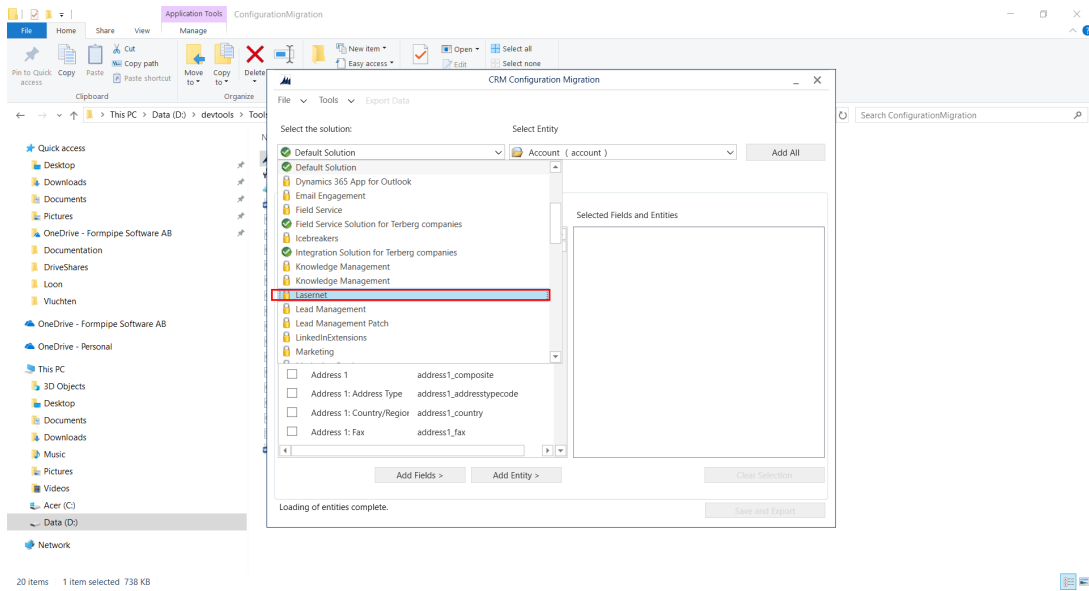 Application Tools ConfigurationMigration
File Home Share View Manage
Pin to Quick access
Copy
Paste
Cut
Copy path
Paste shortcut
Clipboard
Move to
Copy to
Delete
Organize
New item
Easy access
Open
Edit
Select all
Select none
This PC > Data (D:) > devtools > Tools
Search ConfigurationMigration
Quick access
Desktop
Downloads
Documents
Pictures
OneDrive - Formpipe Software AB
Documentation
DriveShares
Loon
Vluchten
OneDrive - Formpipe Software AB
OneDrive - Personal
This PC
3D Objects
Desktop
Documents
Downloads
Music
Pictures
Videos
Acer (C:)
Data (D:)
Network
20 items 1 item selected 738 KB
CRM Configuration Migration
File Tools Export Data
Select the solution: Select Entity
Default Solution Account ( account ) Add All
Default Solution
Dynamics 365 App for Outlook
Email Engagement
Field Service
Field Service Solution for Terberg companies
Icebreakers
Integration Solution for Terberg companies
Knowledge Management
Knowledge Management
Lasernet
Lead Management
Lead Management Patch
LinkedInExtensions
Marketing
Selected Fields and Entities
Address 1 address1_composite
Address 1: Address Type address1_addresstypecode
Address 1: Country/Region address1_country
Address 1: Fax address1_fax
Add Fields > Add Entity > Clear Selection
Loading of entities complete. Save and Export